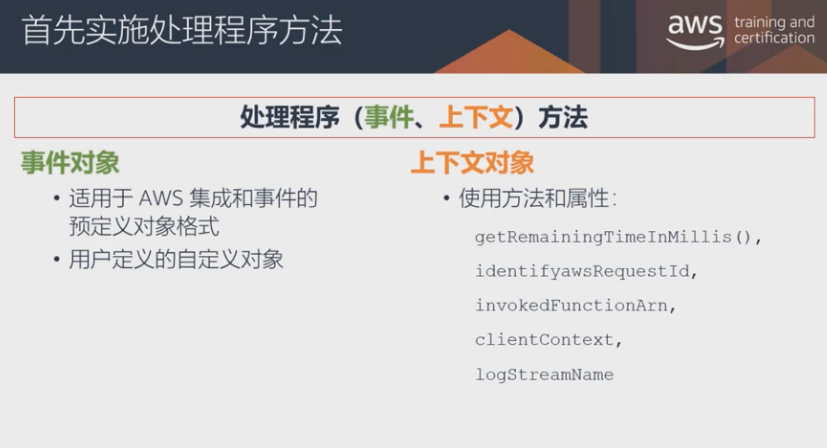 首先实施处理程序方法
aws training and
certification
处理程序（事件、上下文）方法
事件对象
• 适用于 AWS 集成和事件的
预定义对象格式
• 用户定义的自定义对象
上下文对象
• 使用方法和属性：
getRemainingTimeInMillis(),
identifyawsRequestId,
invokedFunctionArn,
clientContext,
logStreamName